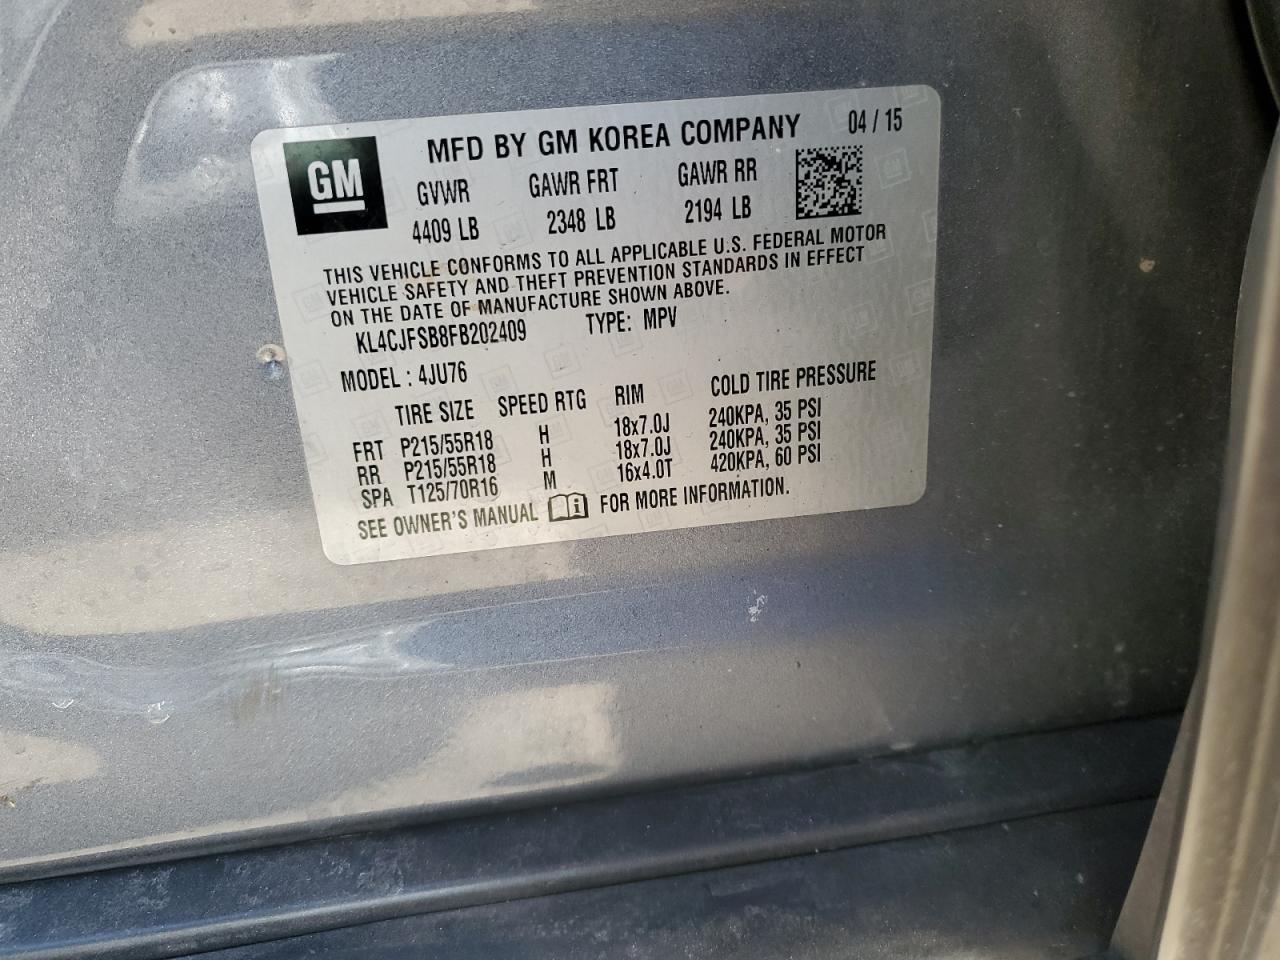 GM
MFD BY GM KOREA COMPANY 04 / 15
GVWR GAWR FRT GAWR RR
4409 LB 2348 LB 2194 LB
THIS VEHICLE CONFORMS TO ALL APPLICABLE U.S. FEDERAL MOTOR
VEHICLE SAFETY AND THEFT PREVENTION STANDARDS IN EFFECT
ON THE DATE OF MANUFACTURE SHOWN ABOVE.
KL4CJFSB8FB202409 TYPE: MPV
MODEL : 4JU76
TIRE SIZE SPEED RTG RIM COLD TIRE PRESSURE
FRT P215/55R18 H 18x7.0J 240KPA, 35 PSI
RR P215/55R18 H 18x7.0J 240KPA, 35 PSI
SPA T125/70R16 M 16x4.0T 420KPA, 60 PSI
SEE OWNER'S MANUAL i FOR MORE INFORMATION.